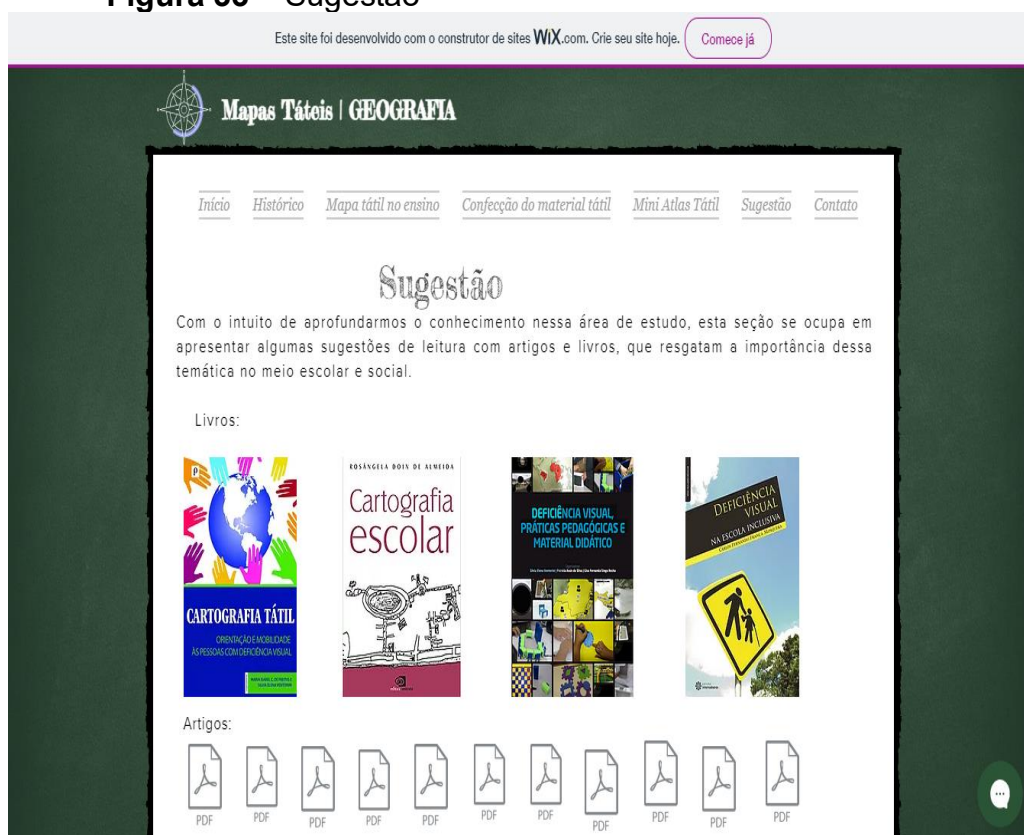 Sugestão
Este site foi desenvolvido com o construtor de sites WiX.com. Crie seu site hoje. Comece já
Mapas Táteis | GEOGRAFIA
Início Histórico Mapa tátil no ensino Confecção do material tátil Mini Atlas Tátil Sugestão Contato
Sugestão
Com o intuito de aprofundarmos o conhecimento nessa área de estudo, esta seção se ocupa em
apresentar algumas sugestões de leitura com artigos e livros, que resgatam a importância dessa
temática no meio escolar e social.
Livros:
CARTOGRAFIA TÁTIL
ORIENTAÇÃO E MOBILIDADE
ÀS PESSOAS COM DEFICIÊNCIA VISUAL
ROSÂNGELA DOIN DE ALMEIDA
Cartografia
escolar
DEFICIÊNCIA VISUAL,
PRÁTICAS PEDAGÓGICAS E
MATERIAL DIDÁTICO
DEFICIÊNCIA
VISUAL
NA ESCOLA INCLUSIVA
Artigos:
PDF PDF PDF PDF PDF PDF PDF PDF PDF PDF PDF